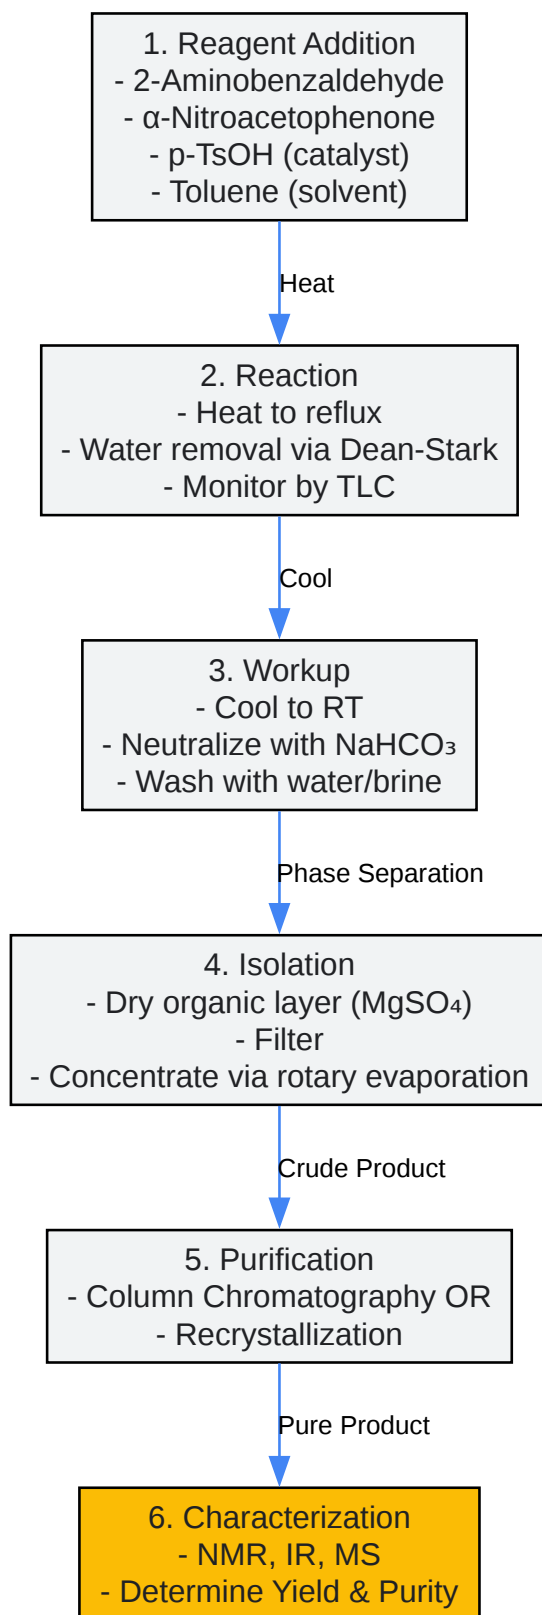 1. Reagent Addition
- 2-Aminobenzaldehyde
- α-Nitroacetophenone
- p-TsOH (catalyst)
- Toluene (solvent)
Heat
2. Reaction
- Heat to reflux
- Water removal via Dean-Stark
- Monitor by TLC
Cool
3. Workup
- Cool to RT
- Neutralize with NaHCO₃
- Wash with water/brine
Phase Separation
4. Isolation
- Dry organic layer (MgSO₄)
- Filter
- Concentrate via rotary evaporation
Crude Product
5. Purification
- Column Chromatography OR
- Recrystallization
Pure Product
6. Characterization
- NMR, IR, MS
- Determine Yield & Purity